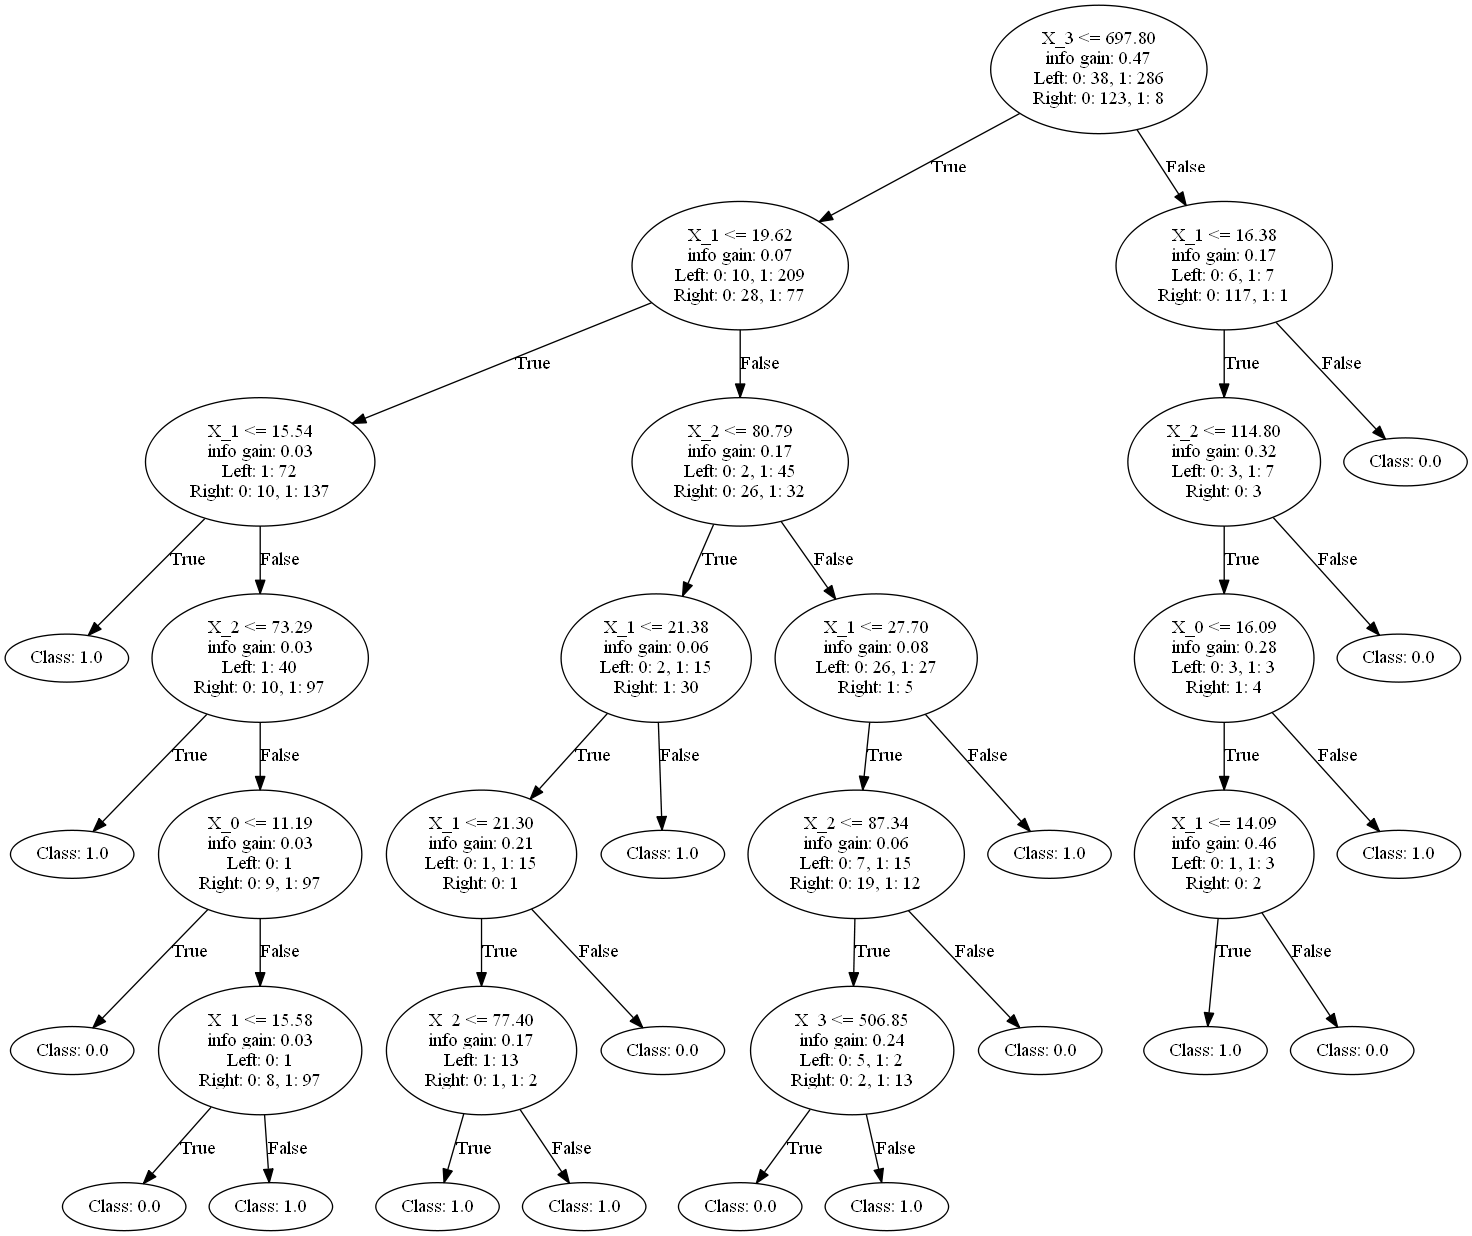 X_3 <= 697.80
info gain: 0.47
Left: 0: 38, 1: 286
Right: 0: 123, 1: 8
True
False
X_1 <= 19.62
info gain: 0.07
Left: 0: 10, 1: 209
Right: 0: 28, 1: 77
X_1 <= 16.38
info gain: 0.17
Left: 0: 6, 1: 7
Right: 0: 117, 1: 1
True
False
True
False
X_1 <= 15.54
info gain: 0.03
Left: 1: 72
Right: 0: 10, 1: 137
X_2 <= 80.79
info gain: 0.17
Left: 0: 2, 1: 45
Right: 0: 26, 1: 32
X_2 <= 114.80
info gain: 0.32
Left: 0: 3, 1: 7
Right: 0: 3
Class: 0.0
True
False
True
False
True
False
Class: 1.0
X_2 <= 73.29
info gain: 0.03
Left: 1: 40
Right: 0: 10, 1: 97
X_1 <= 21.38
info gain: 0.06
Left: 0: 2, 1: 15
Right: 1: 30
X_1 <= 27.70
info gain: 0.08
Left: 0: 26, 1: 27
Right: 1: 5
X_0 <= 16.09
info gain: 0.28
Left: 0: 3, 1: 3
Right: 1: 4
Class: 0.0
True
False
True
False
True
False
True
False
Class: 1.0
X_0 <= 11.19
info gain: 0.03
Left: 0: 1
Right: 0: 9, 1: 97
X_1 <= 21.30
info gain: 0.21
Left: 0: 1, 1: 15
Right: 0: 1
Class: 1.0
X_2 <= 87.34
info gain: 0.06
Left: 0: 7, 1: 15
Right: 0: 19, 1: 12
Class: 1.0
X_1 <= 14.09
info gain: 0.46
Left: 0: 1, 1: 3
Right: 0: 2
Class: 1.0
True
False
True
False
True
False
True
False
Class: 0.0
X_1 <= 15.58
info gain: 0.03
Left: 0: 1
Right: 0: 8, 1: 97
X_2 <= 77.40
info gain: 0.17
Left: 1: 13
Right: 0: 1, 1: 2
Class: 0.0
X_3 <= 506.85
info gain: 0.24
Left: 0: 5, 1: 2
Right: 0: 2, 1: 13
Class: 0.0
Class: 1.0
Class: 0.0
True
False
True
False
True
False
Class: 0.0
Class: 1.0
Class: 1.0
Class: 1.0
Class: 0.0
Class: 1.0